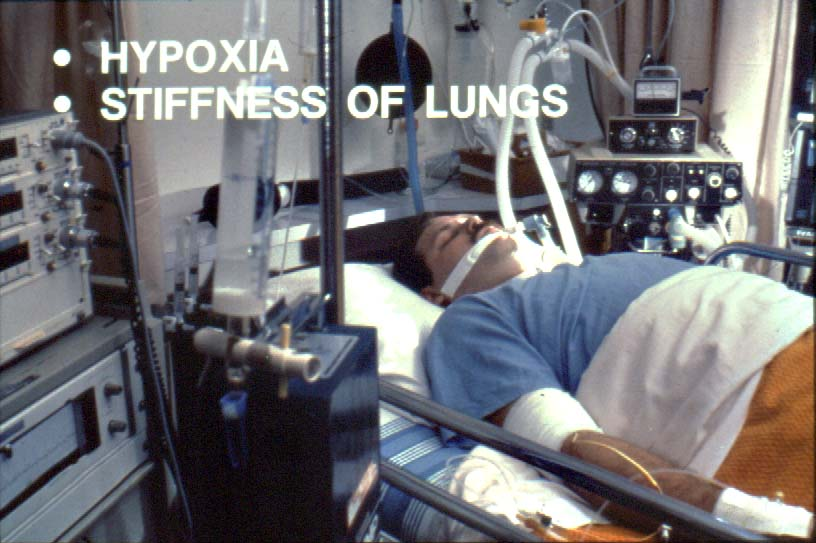 • HYPOXIA
• STIFFNESS OF LUNGS